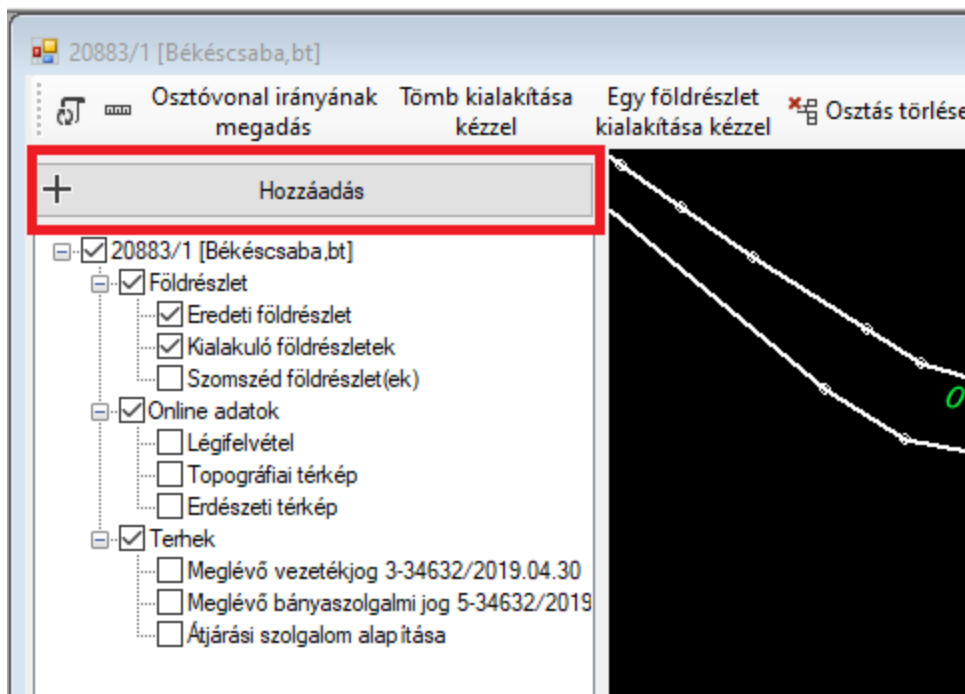 20883/1 [Békéscsaba,bt]
Osztóvonal irányának megadás
Tömb kialakítása kézzel
Egy földrészlet kialakítása kézzel
Osztás törlése
Hozzáadás
20883/1 [Békéscsaba,bt]
Földrészlet
Eredeti földrészlet
Kialakuló földrészletek
Szomszéd földrészlet(ek)
Online adatok
Légifelvétel
Topográfiai térkép
Erdészeti térkép
Terhek
Meglévő vezetékjog 3-34632/2019.04.30
Meglévő bányaszolgalmi jog 5-34632/2019
Átjárási szolgalom alapítása